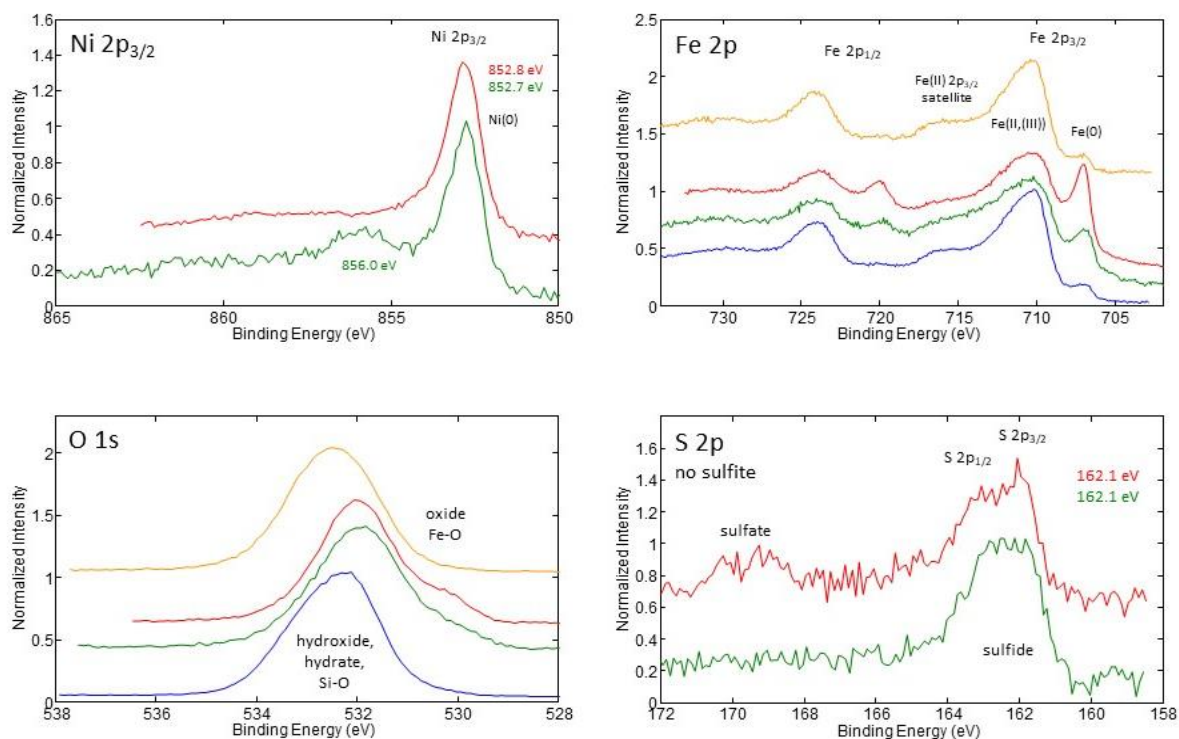 Ni 2p3/2
Ni 2p3/2
852.8 eV
852.7 eV
Ni(0)
856.0 eV
Normalized Intensity
1.6
1.4
1.2
1
0.8
0.6
0.4
0.2
0
865 860 855 850
Binding Energy (eV)
Fe 2p
Fe 2p1/2
Fe 2p3/2
Fe(II) 2p3/2
satellite
Fe(II,(III))
Fe(0)
Normalized Intensity
2.5
2
1.5
1
0.5
0
730 725 720 715 710 705
Binding Energy (eV)
O 1s
oxide
Fe-O
hydroxide,
hydrate,
Si-O
Normalized Intensity
2
1.5
1
0.5
0
538 536 534 532 530 528
Binding Energy (eV)
S 2p
no sulfite
S 2p3/2
S 2p1/2
162.1 eV
162.1 eV
sulfate
sulfide
Normalized Intensity
1.6
1.4
1.2
1
0.8
0.6
0.4
0.2
0
172 170 168 166 164 162 160 158
Binding Energy (eV)